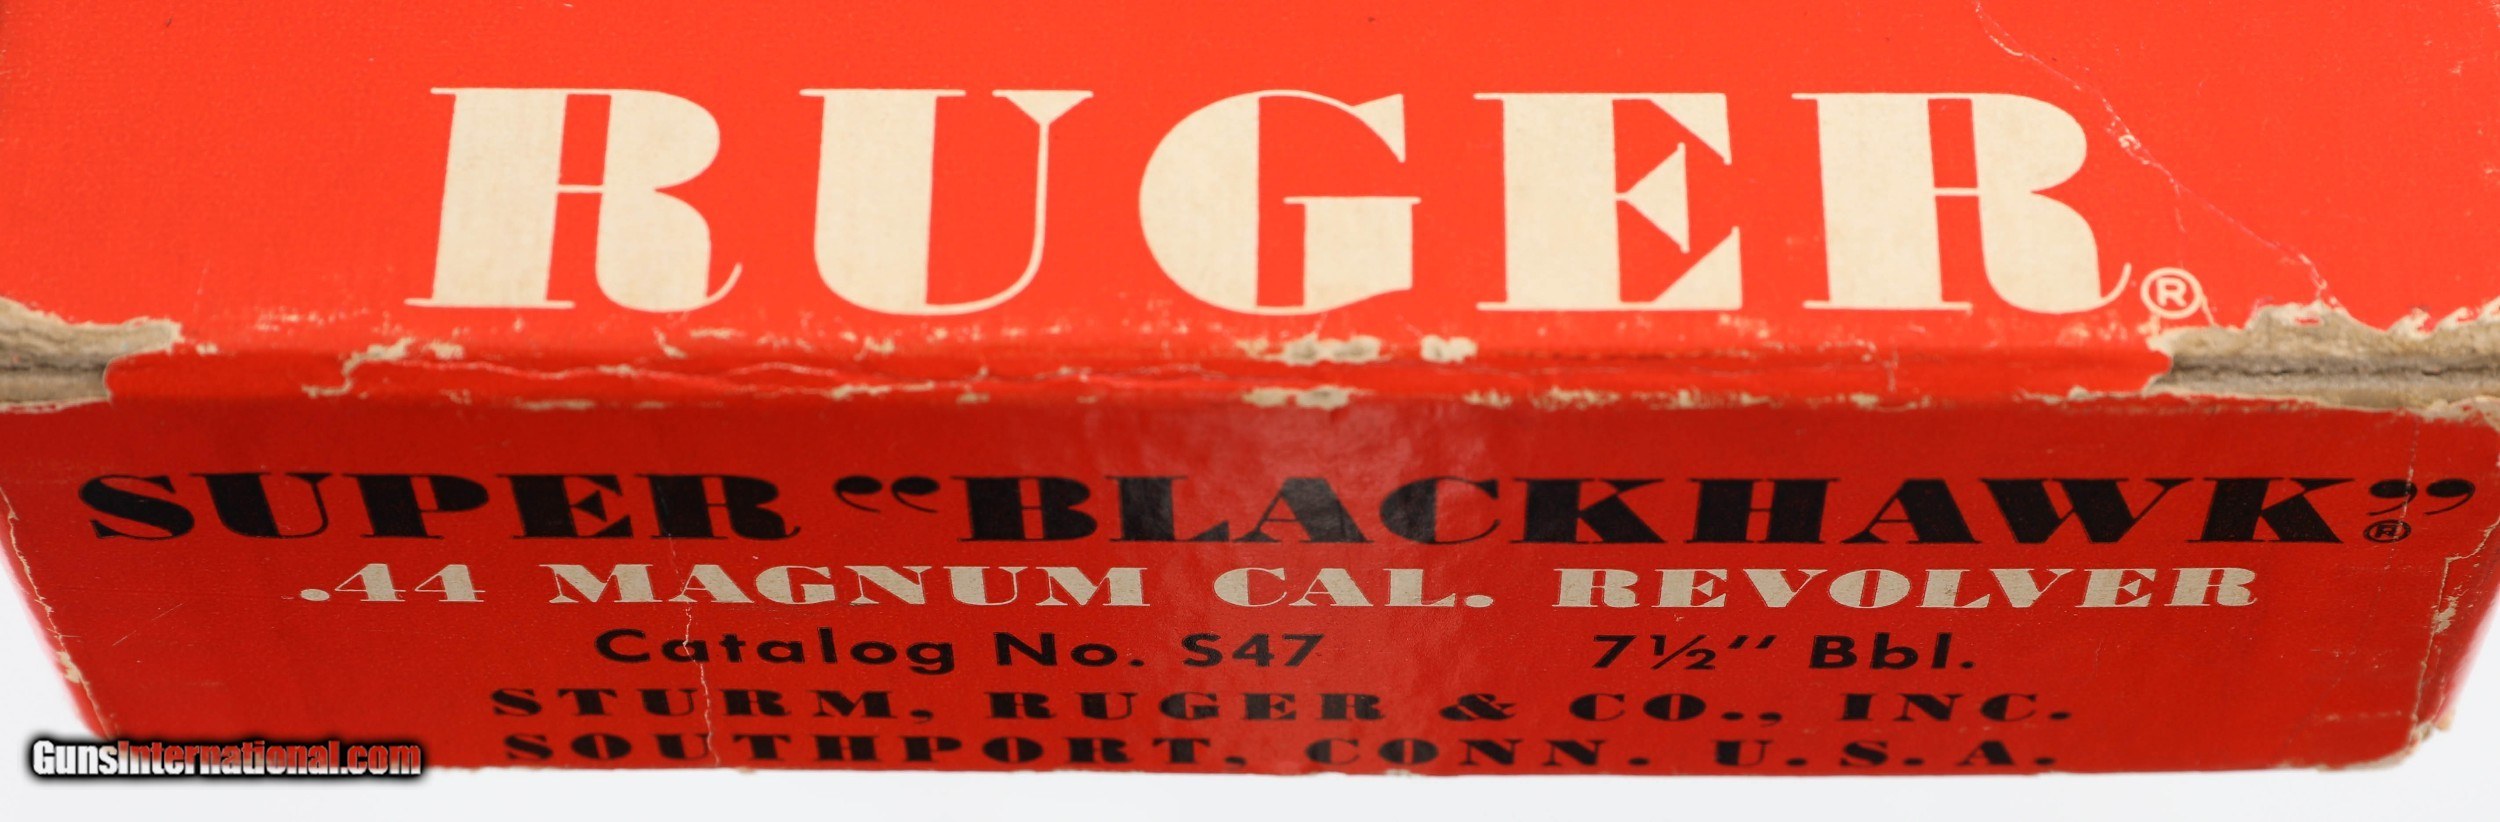 RUGER®
SUPER “BLACKHAWK”®
.44 MAGNUM CAL. REVOLVER
Catalog No. S47 7½" Bbl.
STURM, RUGER & CO., INC.
SOUTHPORT, CONN. U. S. A.
GunsInternational.com